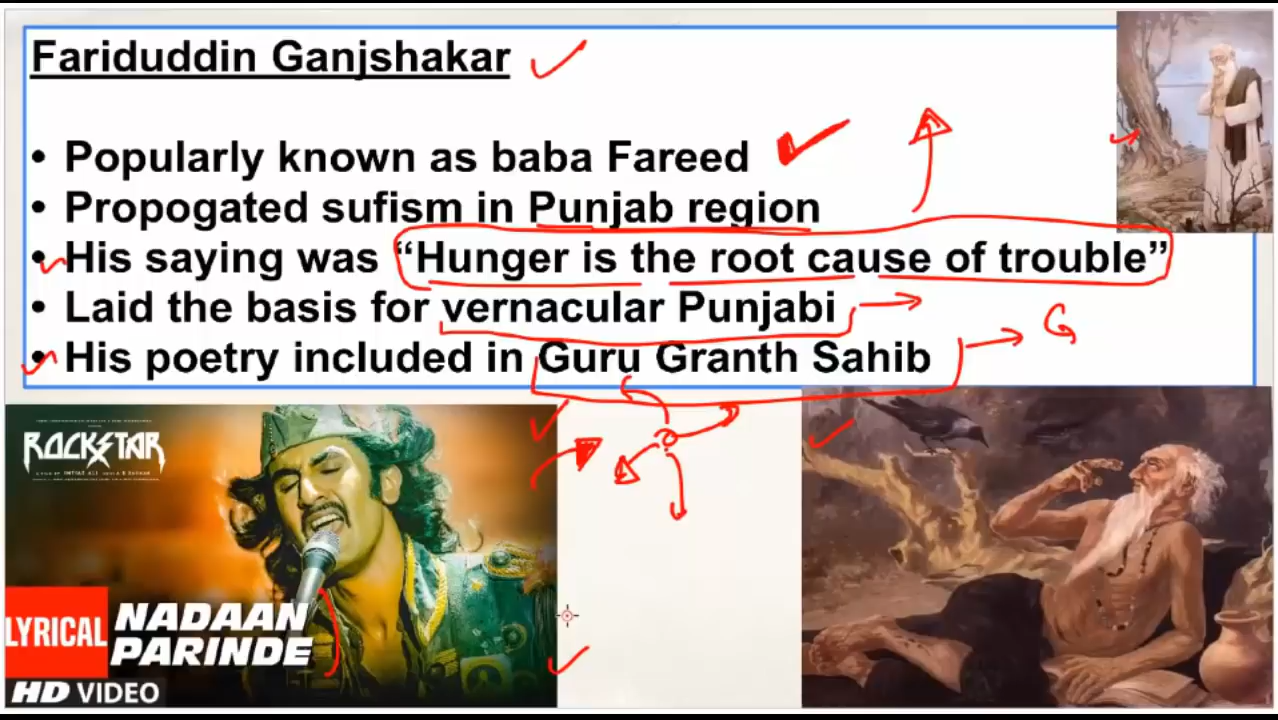 Fariduddin Ganjshakar
• Popularly known as baba Fareed
• Propogated sufism in Punjab region
• His saying was “Hunger is the root cause of trouble”
• Laid the basis for vernacular Punjabi
• His poetry included in Guru Granth Sahib
G
ROCKSTAR
LYRICAL
NADAAN
PARINDE
HD VIDEO